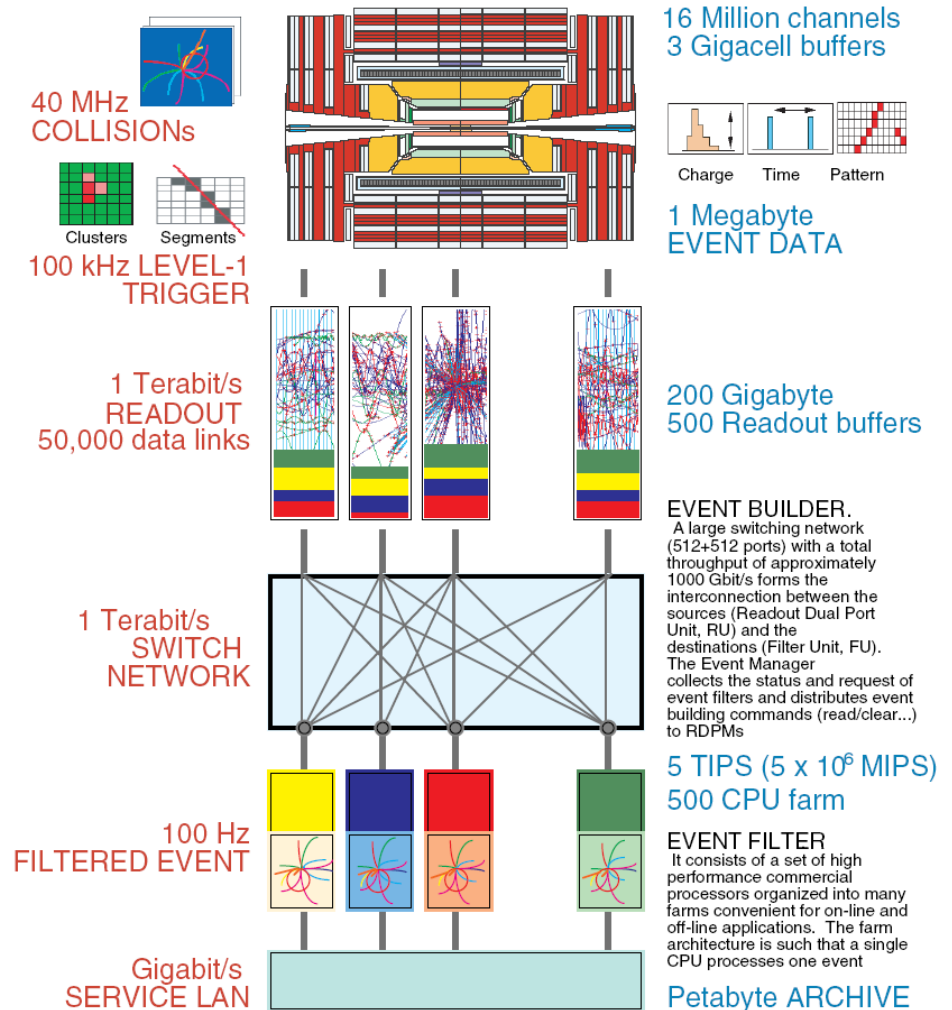 16 Million channels
3 Gigacell buffers
40 MHz
COLLISIONs
Charge Time Pattern
Clusters Segments
1 Megabyte
EVENT DATA
100 kHz LEVEL-1
TRIGGER
1 Terabit/s
READOUT
50,000 data links
200 Gigabyte
500 Readout buffers
EVENT BUILDER.
A large switching network
(512+512 ports) with a total
throughput of approximately
1000 Gbit/s forms the
interconnection between the
sources (Readout Dual Port
Unit, RU) and the
destinations (Filter Unit, FU).
The Event Manager
collects the status and request of
event filters and distributes event
building commands (read/clear...)
to RDPMs
1 Terabit/s
SWITCH
NETWORK
5 TIPS (5 x 10⁶ MIPS)
500 CPU farm
100 Hz
FILTERED EVENT
EVENT FILTER
It consists of a set of high
performance commercial
processors organized into many
farms convenient for on-line and
off-line applications. The farm
architecture is such that a single
CPU processes one event
Gigabit/s
SERVICE LAN
Petabyte ARCHIVE